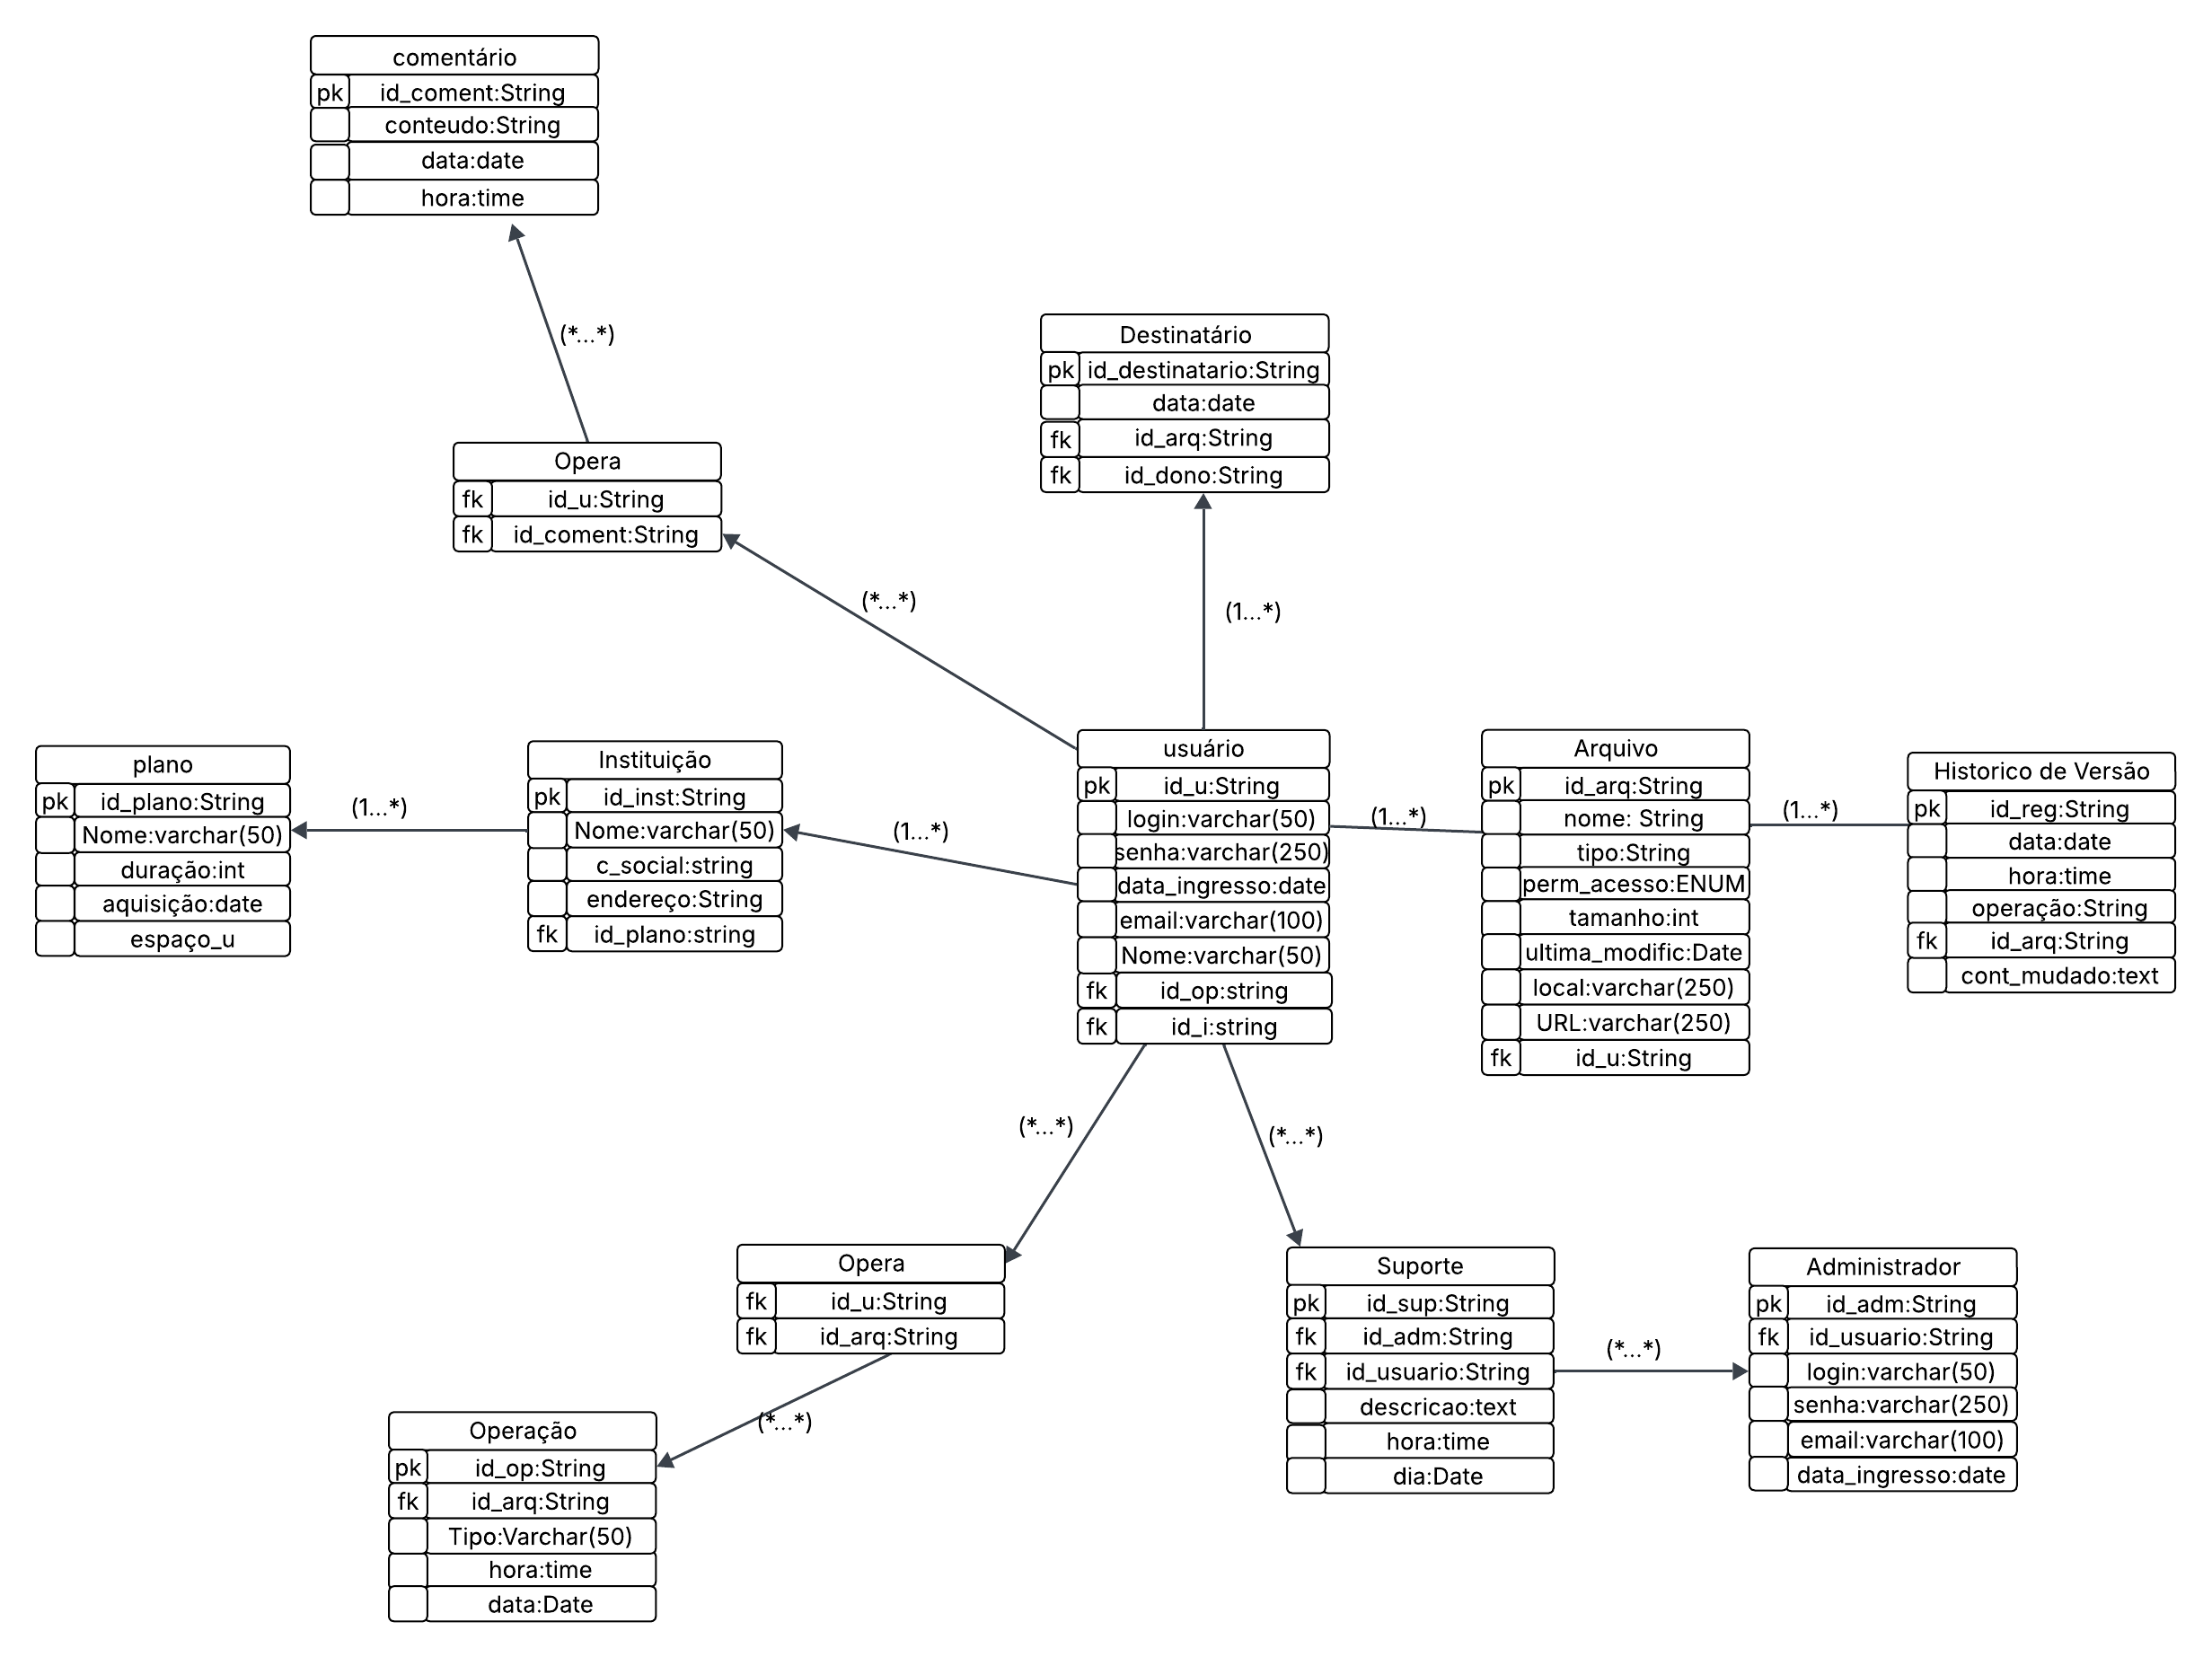 comentário
pk id_coment:String
conteudo:String
data:date
hora:time
(*...*)
Destinatário
pk id_destinatario:String
data:date
fk id_arq:String
fk id_dono:String
Opera
fk id_u:String
fk id_coment:String
(*...*)
(1...*)
plano
pk id_plano:String
Nome:varchar(50)
duração:int
aquisição:date
espaço_u
(1...*)
Instituição
pk id_inst:String
Nome:varchar(50)
c_social:string
endereço:String
fk id_plano:string
(1...*)
usuário
pk id_u:String
login:varchar(50)
senha:varchar(250)
data_ingresso:date
email:varchar(100)
Nome:varchar(50)
fk id_op:string
fk id_i:string
(1...*)
Arquivo
pk id_arq:String
nome: String
tipo:String
perm_acesso:ENUM
tamanho:int
ultima_modific:Date
local:varchar(250)
URL:varchar(250)
fk id_u:String
(1...*)
Historico de Versão
pk id_reg:String
data:date
hora:time
operação:String
fk id_arq:String
cont_mudado:text
(*...*)
(*...*)
Opera
fk id_u:String
fk id_arq:String
(*...*)
Operação
pk id_op:String
fk id_arq:String
Tipo:Varchar(50)
hora:time
data:Date
Suporte
pk id_sup:String
fk id_adm:String
fk id_usuario:String
descricao:text
hora:time
dia:Date
(*...*)
Administrador
pk id_adm:String
fk id_usuario:String
login:varchar(50)
senha:varchar(250)
email:varchar(100)
data_ingresso:date